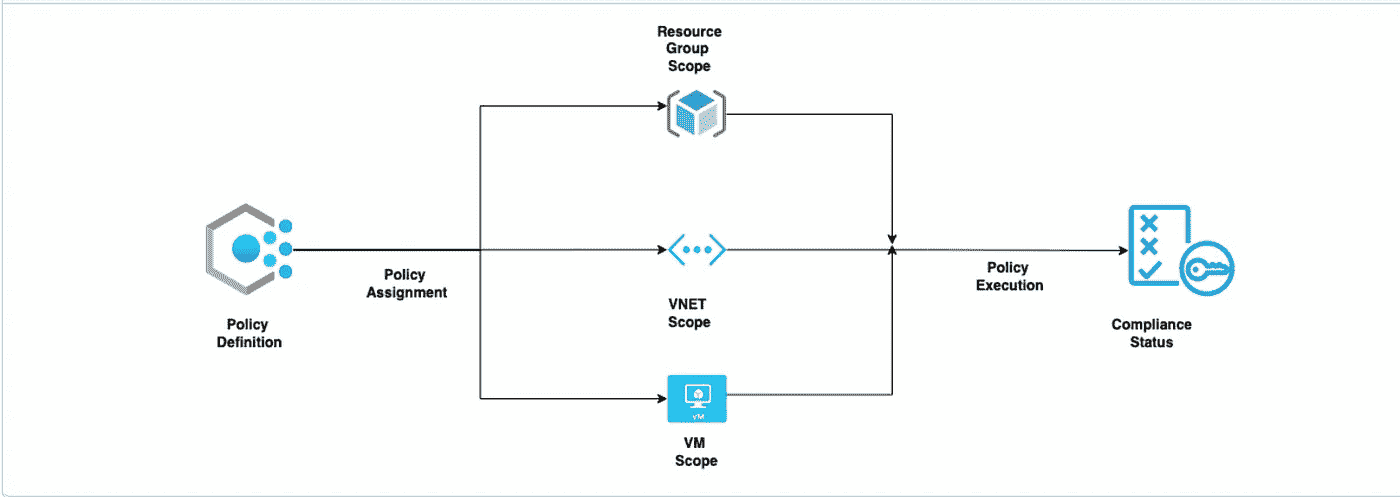 Resource
Group
Scope
Policy
Assignment
Policy
Definition
VNET
Scope
VM
VM
Scope
Policy
Execution
Compliance
Status